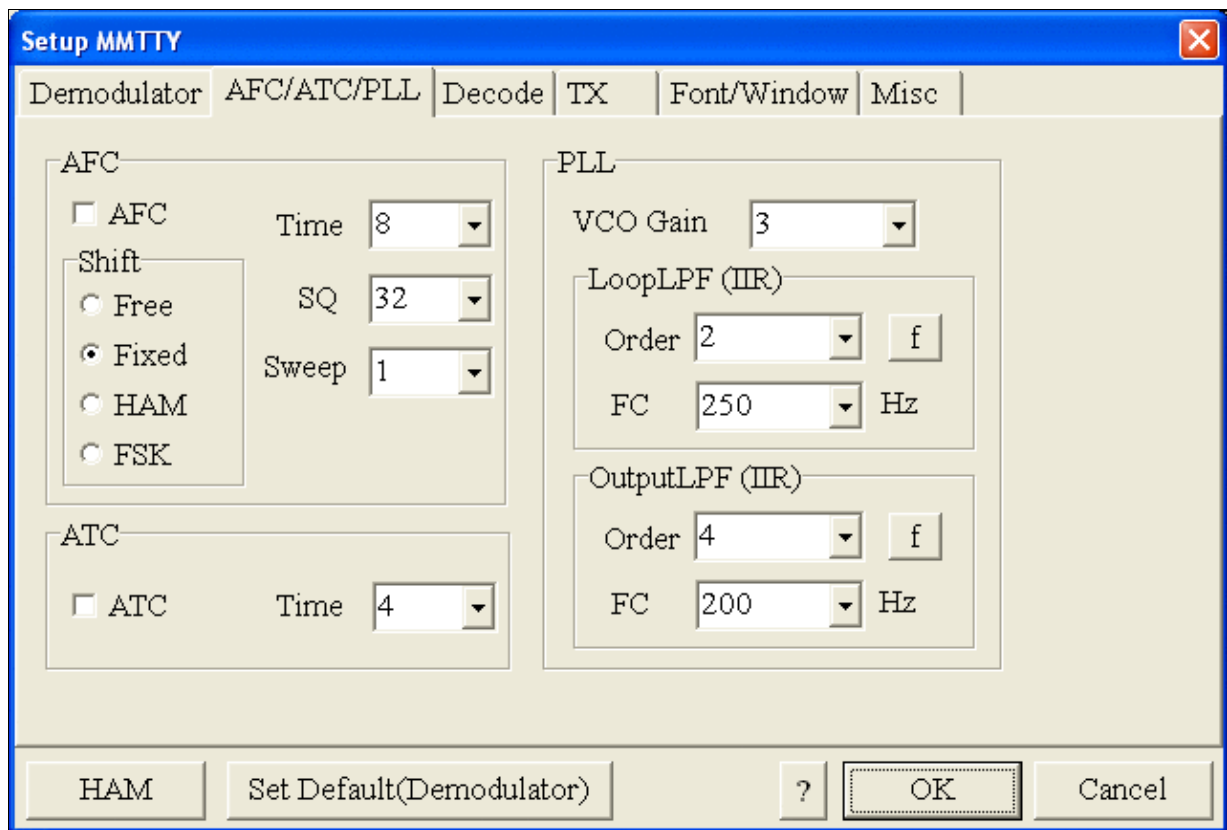 Setup MMTTY
Demodulator AFC/ATC/PLL Decode TX Font/Window Misc
AFC
AFC
Time 8
Shift
Free
Fixed
HAM
FSK
SQ 32
Sweep 1
ATC
ATC Time 4
PLL
VCO Gain 3
LoopLPF (IIR)
Order 2 f
FC 250 Hz
OutputLPF (IIR)
Order 4 f
FC 200 Hz
HAM Set Default(Demodulator) ? OK Cancel